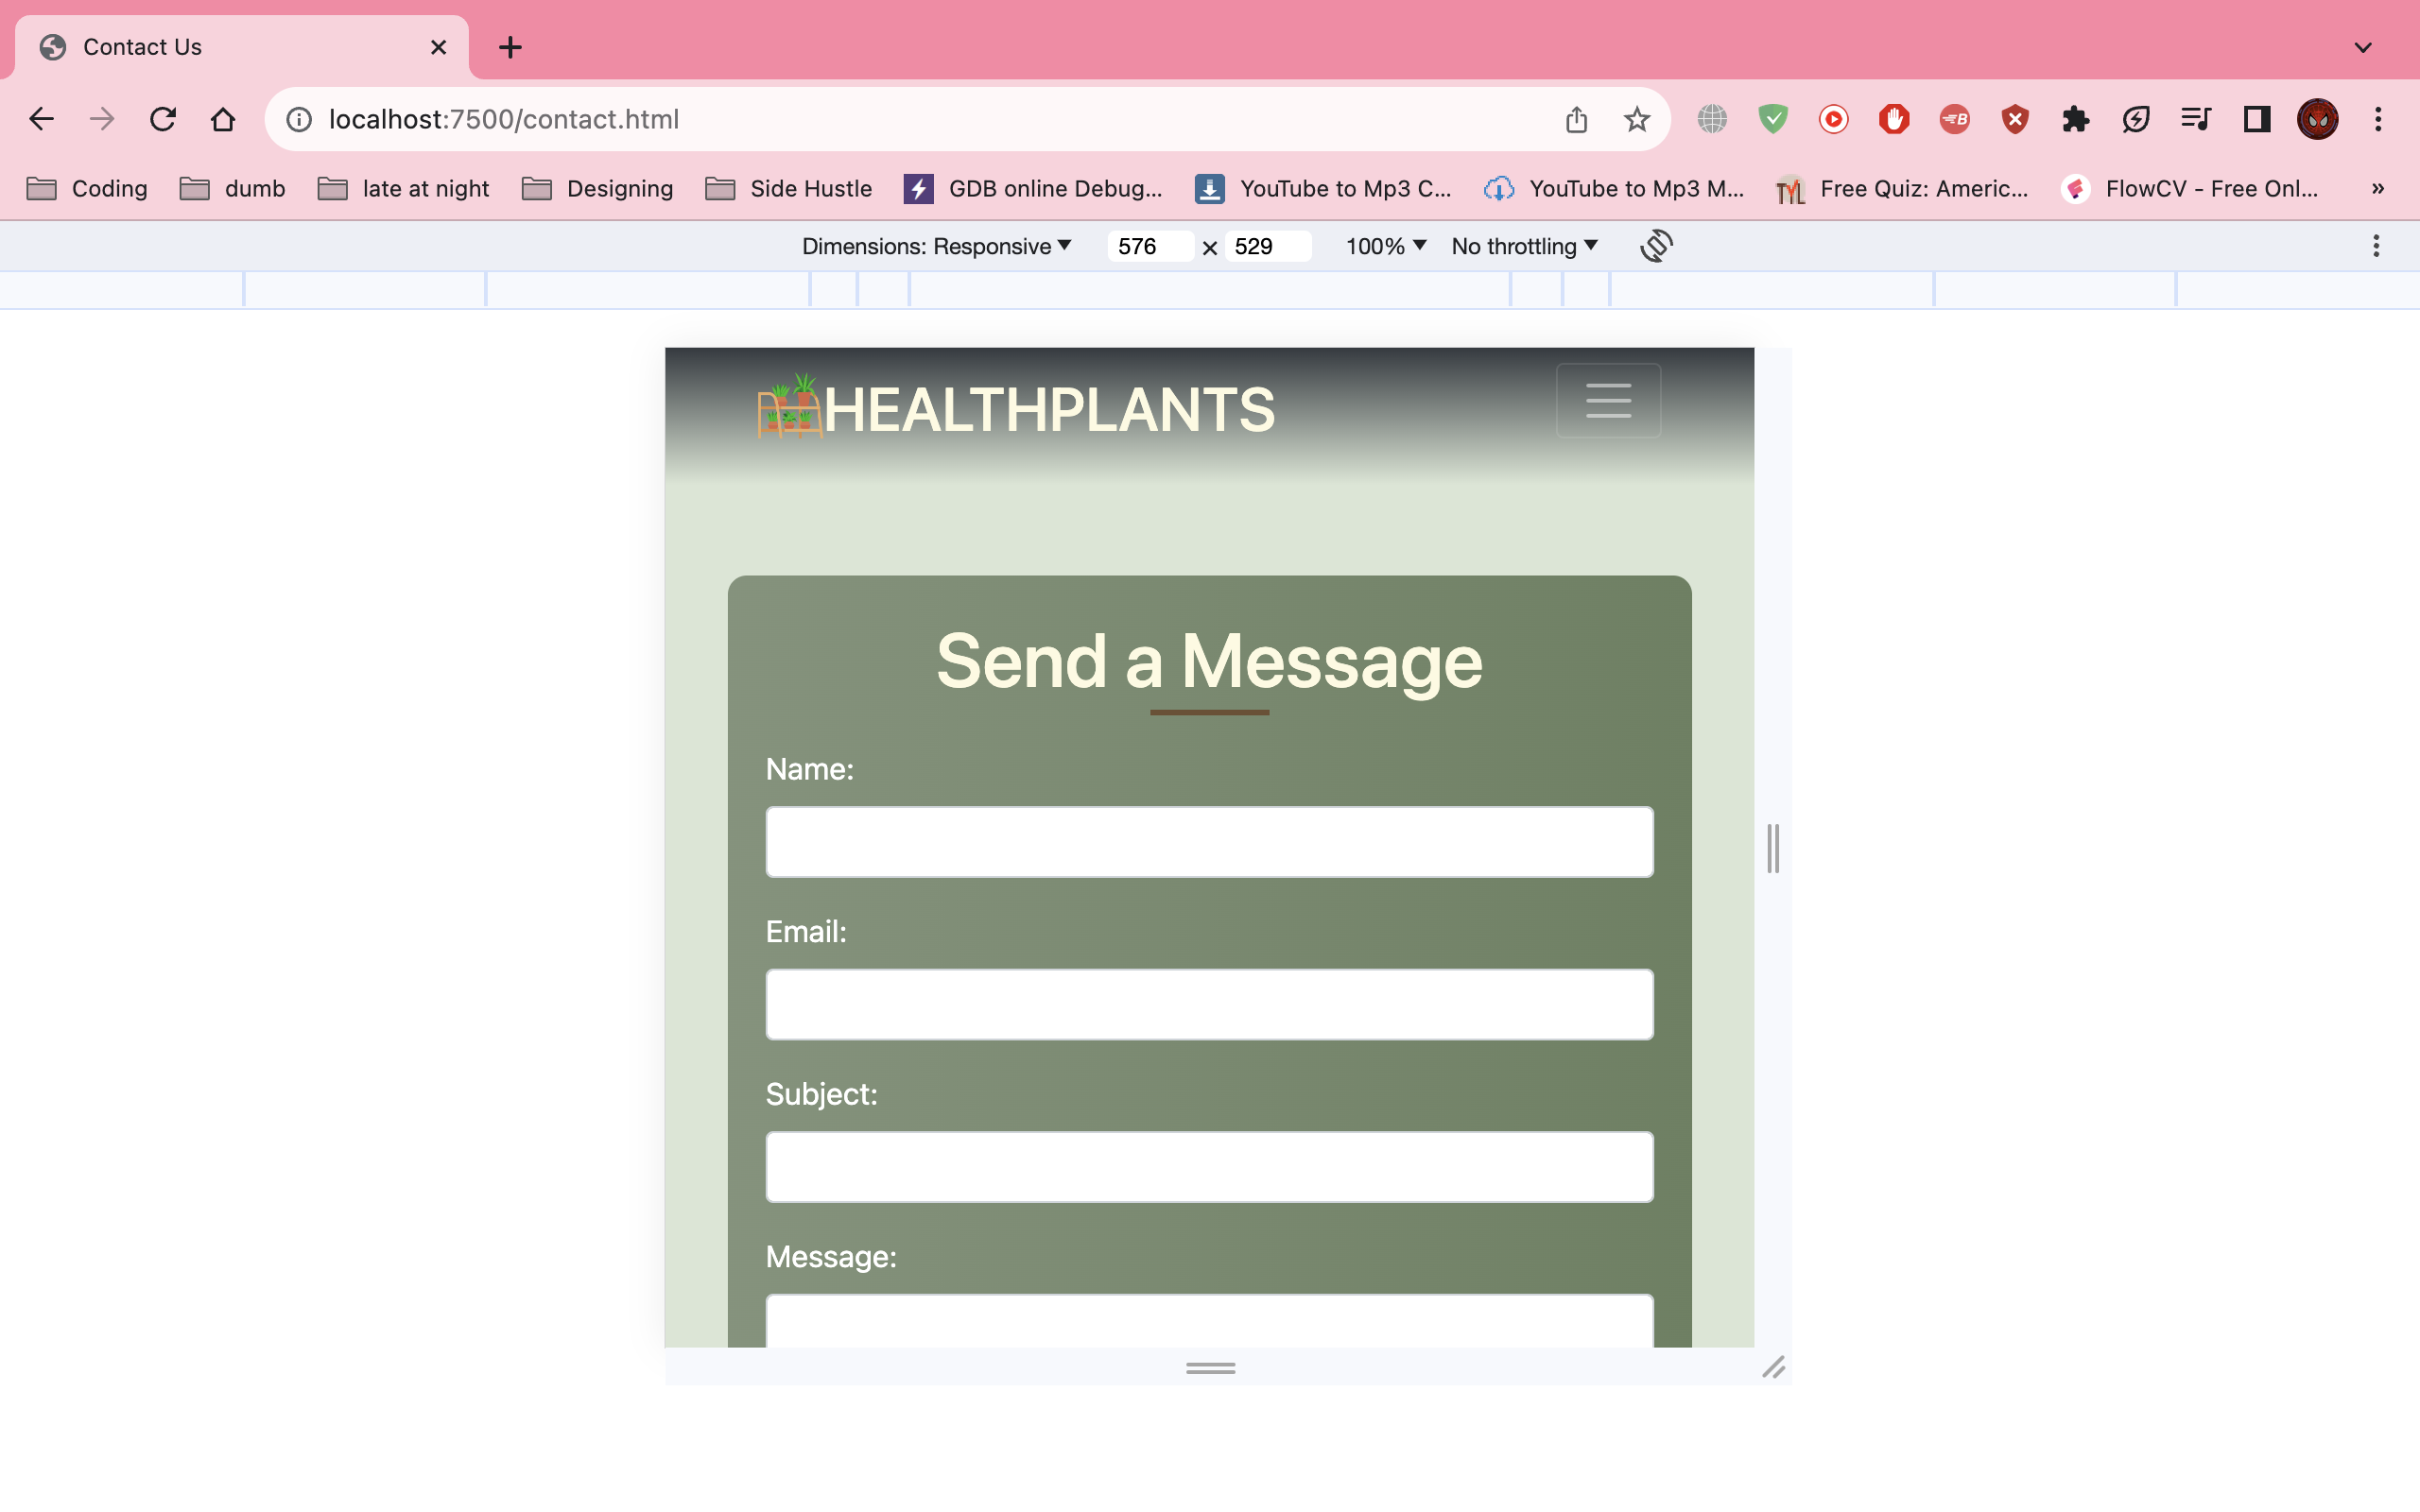 Contact Us
localhost:7500/contact.html
Coding dumb late at night Designing Side Hustle GDB online Debug... YouTube to Mp3 C... YouTube to Mp3 M... Free Quiz: Americ... FlowCV - Free Onl... »
Dimensions: Responsive 576 × 529 100% No throttling
HEALTHPLANTS
Send a Message
Name:
Email:
Subject:
Message: